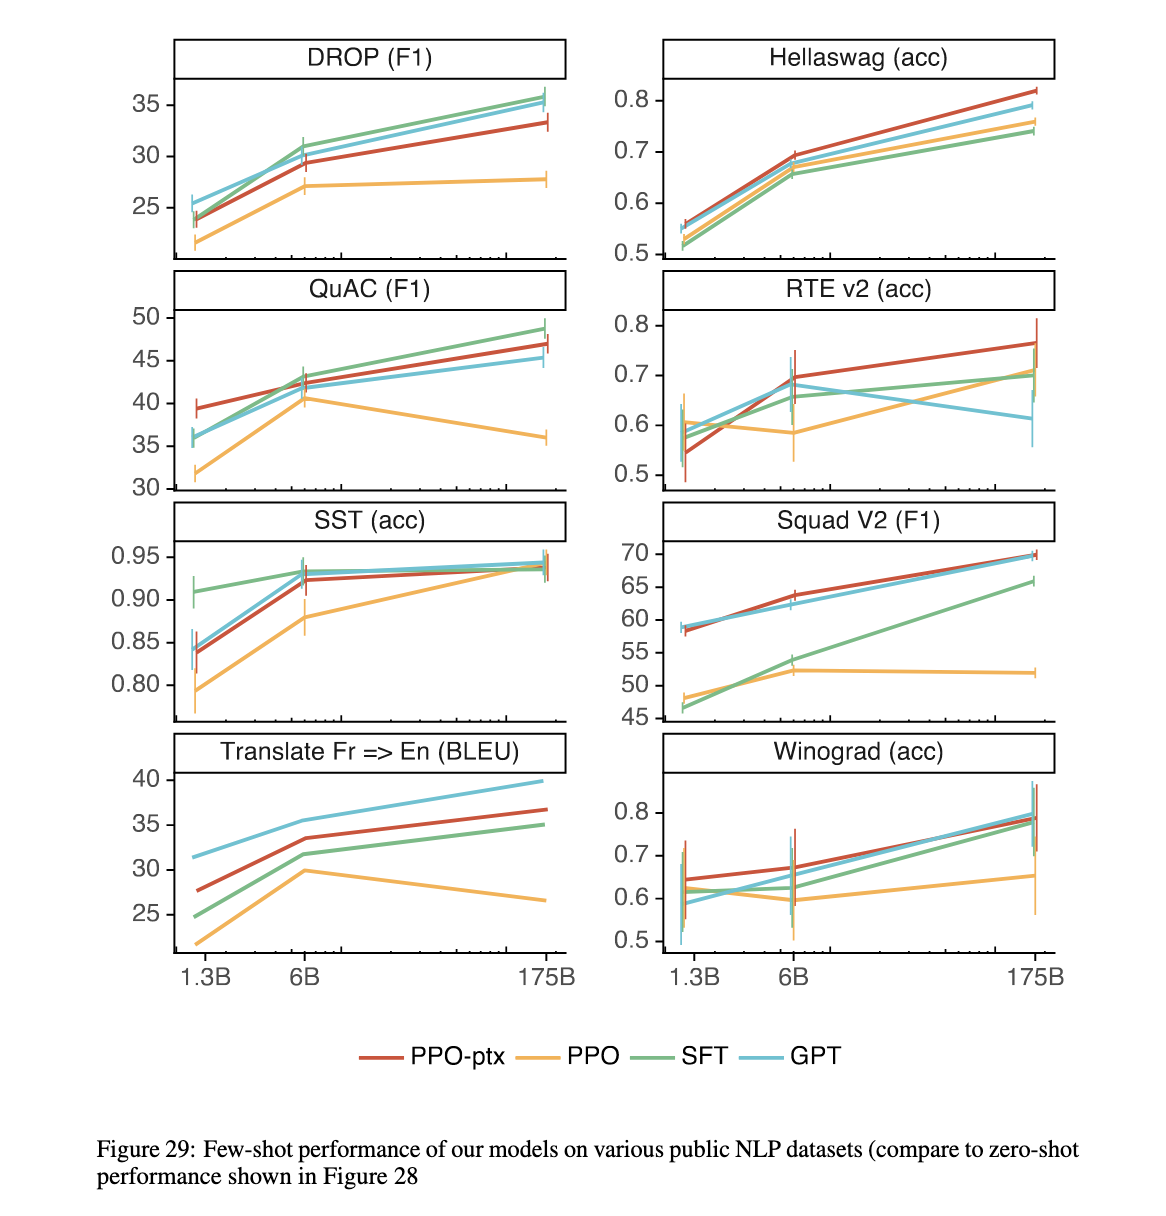 DROP (F1)
Hellaswag (acc)
35
30
25
0.8
0.7
0.6
0.5
QuAC (F1)
RTE v2 (acc)
50
45
40
35
30
0.8
0.7
0.6
0.5
SST (acc)
Squad V2 (F1)
0.95
0.90
0.85
0.80
70
65
60
55
50
45
Translate Fr => En (BLEU)
Winograd (acc)
40
35
30
25
0.8
0.7
0.6
0.5
1.3B 6B 175B
1.3B 6B 175B
PPO-ptx PPO SFT GPT
Figure 29: Few-shot performance of our models on various public NLP datasets (compare to zero-shot
performance shown in Figure 28